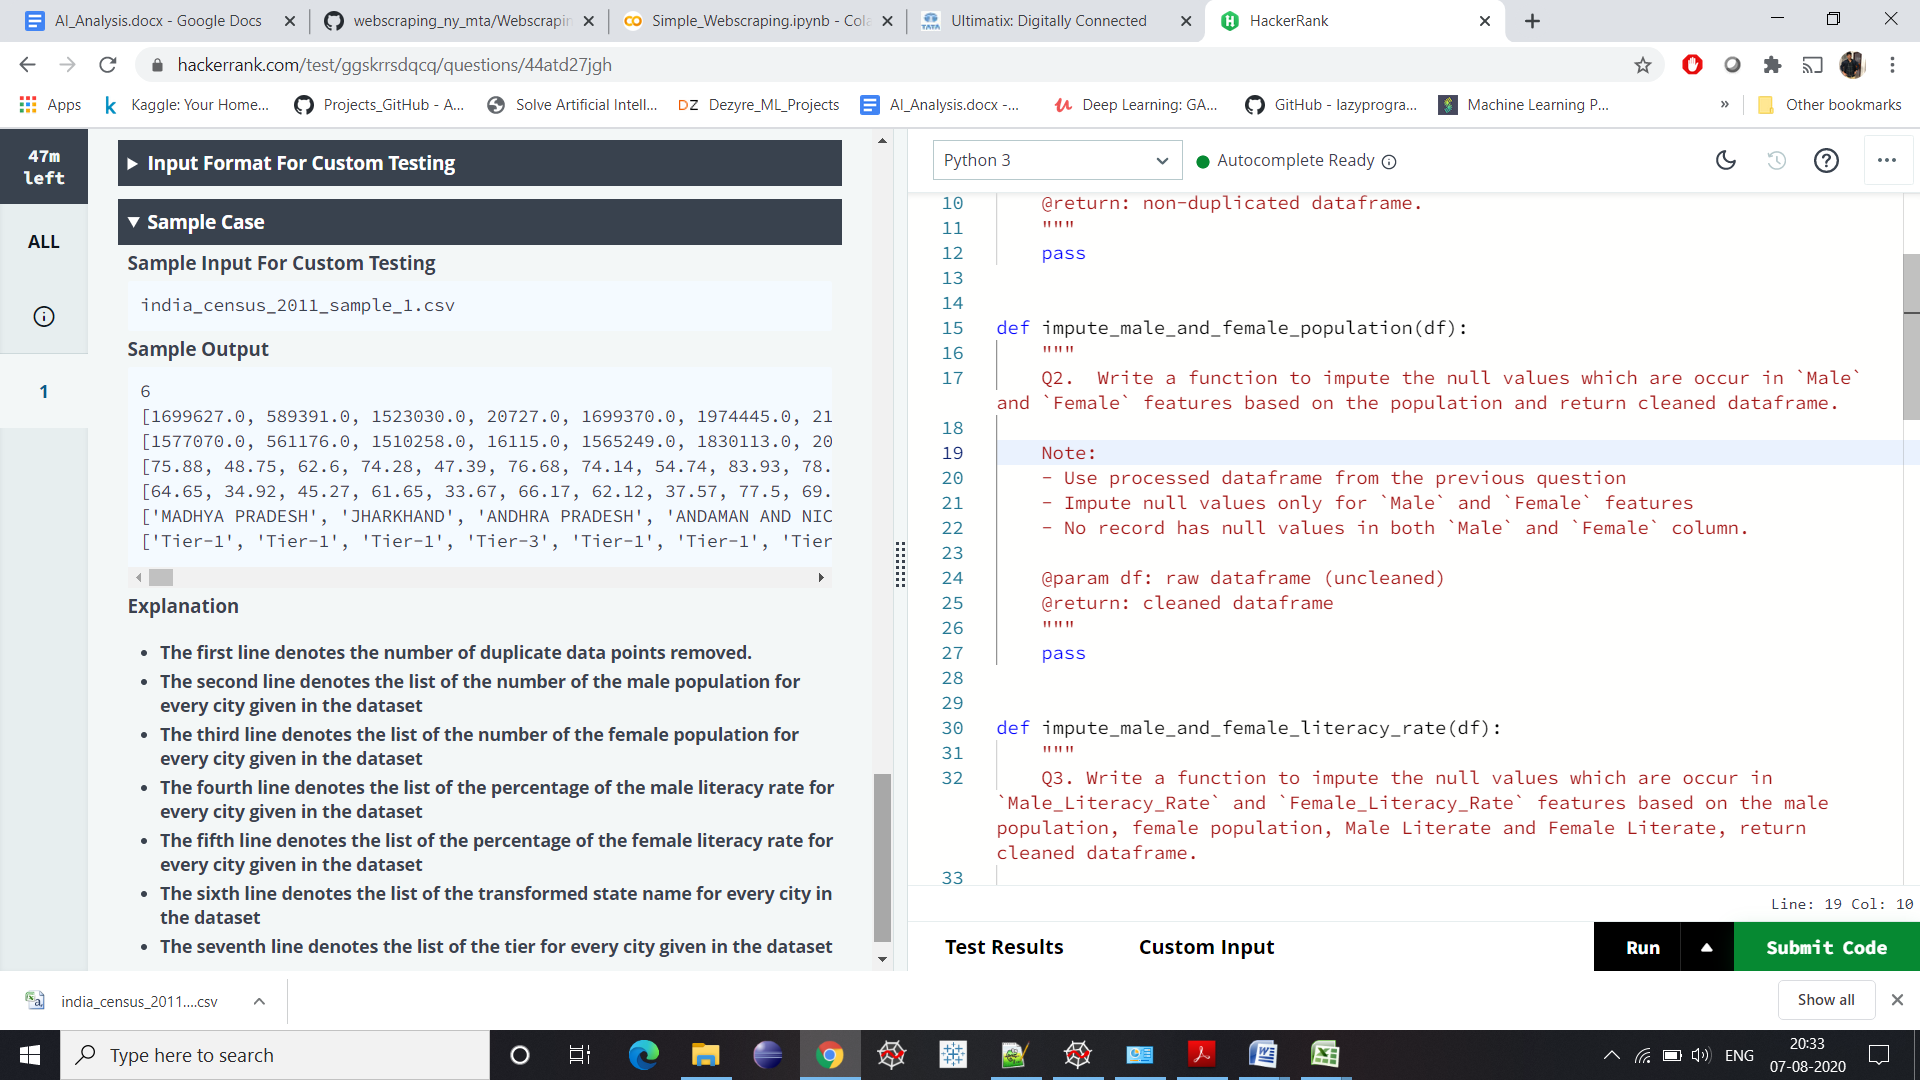 AI_Analysis.docx - Google Docs
webscraping_ny_mta/Webscrapin
Simple_Webscraping.ipynb - Cola
Ultimatix: Digitally Connected
HackerRank
hackerrank.com/test/ggskrrsdqcq/questions/44atd27jgh
Apps
Kaggle: Your Home...
Projects_GitHub - A...
Solve Artificial Intell...
DZ Dezyre_ML_Projects
AI_Analysis.docx -...
Deep Learning: GA...
GitHub - lazyprogra...
Machine Learning P...
»
Other bookmarks
47m
left
ALL
1
Input Format For Custom Testing
Sample Case
Sample Input For Custom Testing
india_census_2011_sample_1.csv
Sample Output
6
[1699627.0, 589391.0, 1523030.0, 20727.0, 1699370.0, 1974445.0, 21
[1577070.0, 561176.0, 1510258.0, 16115.0, 1565249.0, 1830113.0, 20
[75.88, 48.75, 62.6, 74.28, 47.39, 76.68, 74.14, 54.74, 83.93, 78.
[64.65, 34.92, 45.27, 61.65, 33.67, 66.17, 62.12, 37.57, 77.5, 69.
['MADHYA PRADESH', 'JHARKHAND', 'ANDHRA PRADESH', 'ANDAMAN AND NIC
['Tier-1', 'Tier-1', 'Tier-1', 'Tier-3', 'Tier-1', 'Tier-1', 'Tier
Explanation
• The first line denotes the number of duplicate data points removed.
• The second line denotes the list of the number of the male population for
every city given in the dataset
• The third line denotes the list of the number of the female population for
every city given in the dataset
• The fourth line denotes the list of the percentage of the male literacy rate for
every city given in the dataset
• The fifth line denotes the list of the percentage of the female literacy rate for
every city given in the dataset
• The sixth line denotes the list of the transformed state name for every city in
the dataset
• The seventh line denotes the list of the tier for every city given in the dataset
Python 3
Autocomplete Ready
10 @return: non-duplicated dataframe.
11 """
12 pass
13
14
15 def impute_male_and_female_population(df):
16 """
17 Q2.  Write a function to impute the null values which are occur in `Male`
and `Female` features based on the population and return cleaned dataframe.
18
19 Note:
20 - Use processed dataframe from the previous question
21 - Impute null values only for `Male` and `Female` features
22 - No record has null values in both `Male` and `Female` column.
23
24 @param df: raw dataframe (uncleaned)
25 @return: cleaned dataframe
26 """
27 pass
28
29
30 def impute_male_and_female_literacy_rate(df):
31 """
32 Q3. Write a function to impute the null values which are occur in
`Male_Literacy_Rate` and `Female_Literacy_Rate` features based on the male
population, female population, Male Literate and Female Literate, return
cleaned dataframe.
33
Line: 19 Col: 10
Test Results
Custom Input
Run
Submit Code
india_census_2011....csv
Show all
Type here to search
ENG
20:33
07-08-2020